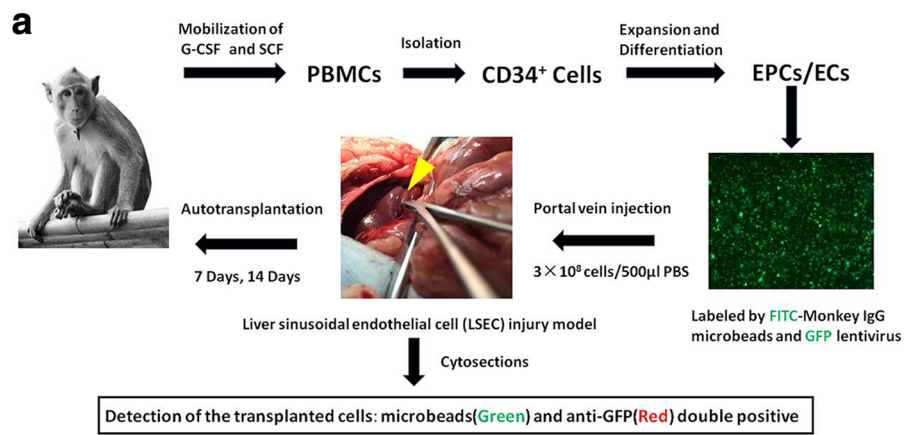 a
Mobilization of
G-CSF and SCF
PBMCs
Isolation
CD34⁺ Cells
Expansion and
Differentiation
EPCs/ECs
Autotransplantation
7 Days, 14 Days
Portal vein injection
3×10⁸ cells/500μl PBS
Labeled by FITC-Monkey IgG
microbeads and GFP lentivirus
Liver sinusoidal endothelial cell (LSEC) injury model
Cytosections
Detection of the transplanted cells: microbeads(Green) and anti-GFP(Red) double positive